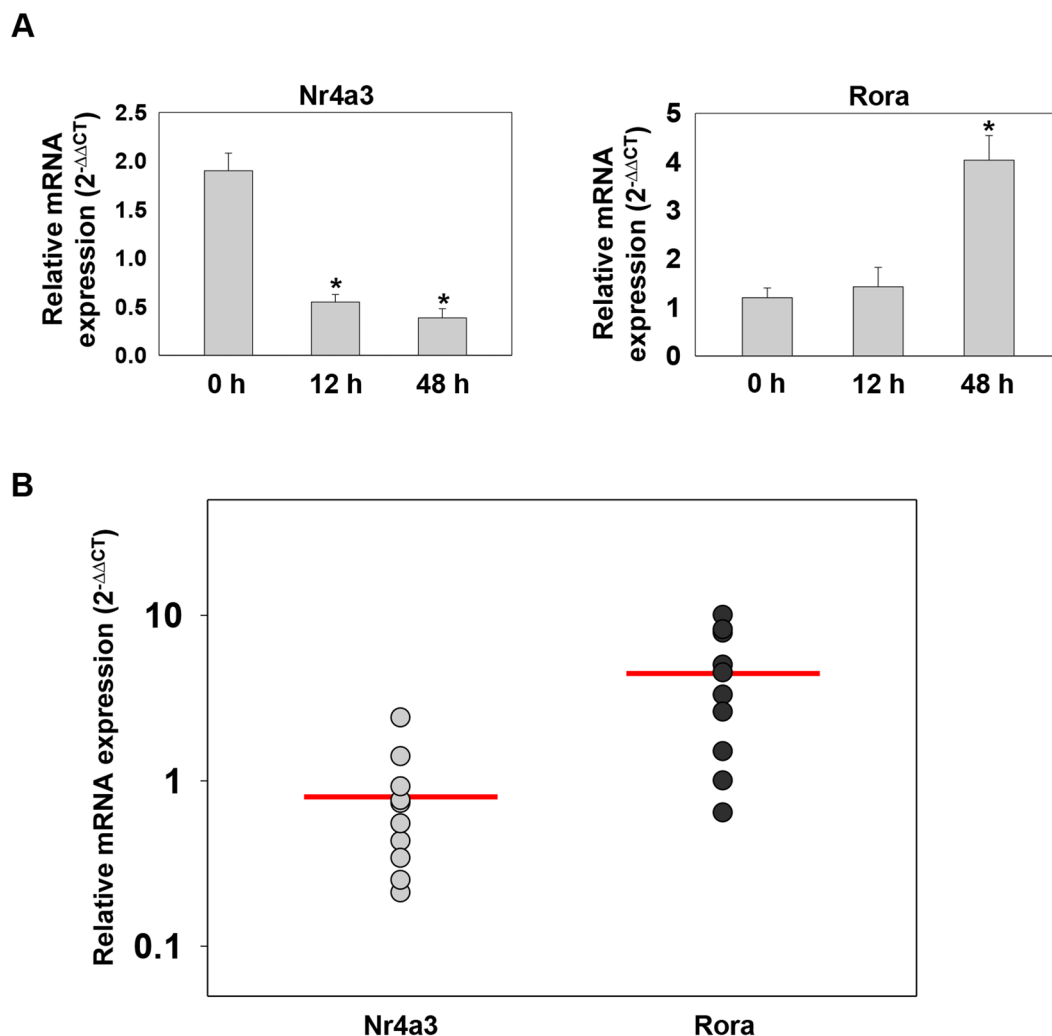 A
Nr4a3
Relative mRNA
expression (2-ΔΔCT)
2.5
2.0
1.5
1.0
0.5
0.0
*
*
0 h 12 h 48 h
Rora
Relative mRNA
expression (2-ΔΔCT)
5
4
3
2
1
0
*
0 h 12 h 48 h
B
Relative mRNA expression (2-ΔΔCT)
10
1
0.1
Nr4a3 Rora